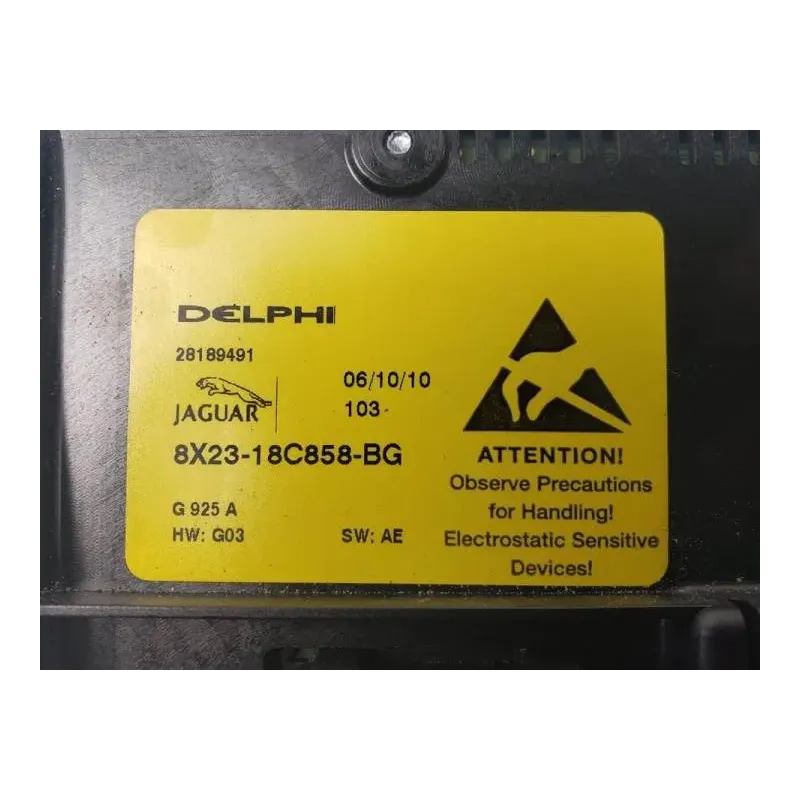 DELPHI
28189491
JAGUAR
06/10/10
103
8X23-18C858-BG
G 925 A
HW: G03 SW: AE
ATTENTION!
Observe Precautions
for Handling!
Electrostatic Sensitive
Devices!